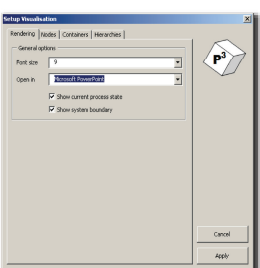 Setup Visualisation
Rendering Nodes Containers Hierarchies
General options
Font size 9
Open in Microsoft PowerPoint
Show current process state
Show system boundary
P3
Cancel
Apply